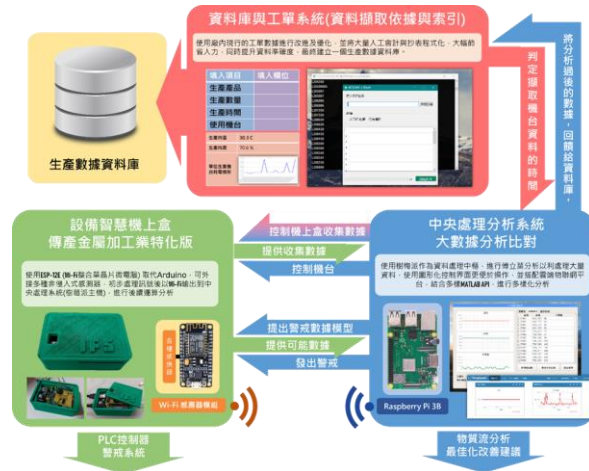 資料庫與工單系統(資料擷取依據與索引)
使用廠內現行的工單數據進行改進及優化，並將大量人工會計與抄表程式化，大幅節
省人力，同時提升資料準確度，最終建立一個生產數據資料庫。
填入項目 填入欄位
生產產品
生產數量
生產時間
使用機台
生產數據資料庫
判定擷取機台資料的時間
將分析過後的數據，回饋給資料庫，
設備智慧機上盒
傳產金屬加工業特化版
使用ESP-12E (Wi-Fi整合單晶片微電腦) 取代Arduino，可外
接多種非侵入式感測器，初步處理訊號後以Wi-Fi輸出到中
央處理系統(樹莓派主機)，進行後續運算分析
JPS
Wi-Fi 感測器模組
PLC控制器
警戒系統
控制機上盒收集數據
提供收集數據
控制機台
提出警戒數據模型
提供可能數據
發出警戒
中央處理分析系統
大數據分析比對
使用樹梅派作為資料處理中樞，進行傅立葉分析以利處理大量
資料，使用圖形化控制界面更便於操作，並搭配雲端物聯網平
台，結合多樣MATLAB API，進行多樣化分析
Raspberry Pi 3B
物質流分析
最佳化改善建議